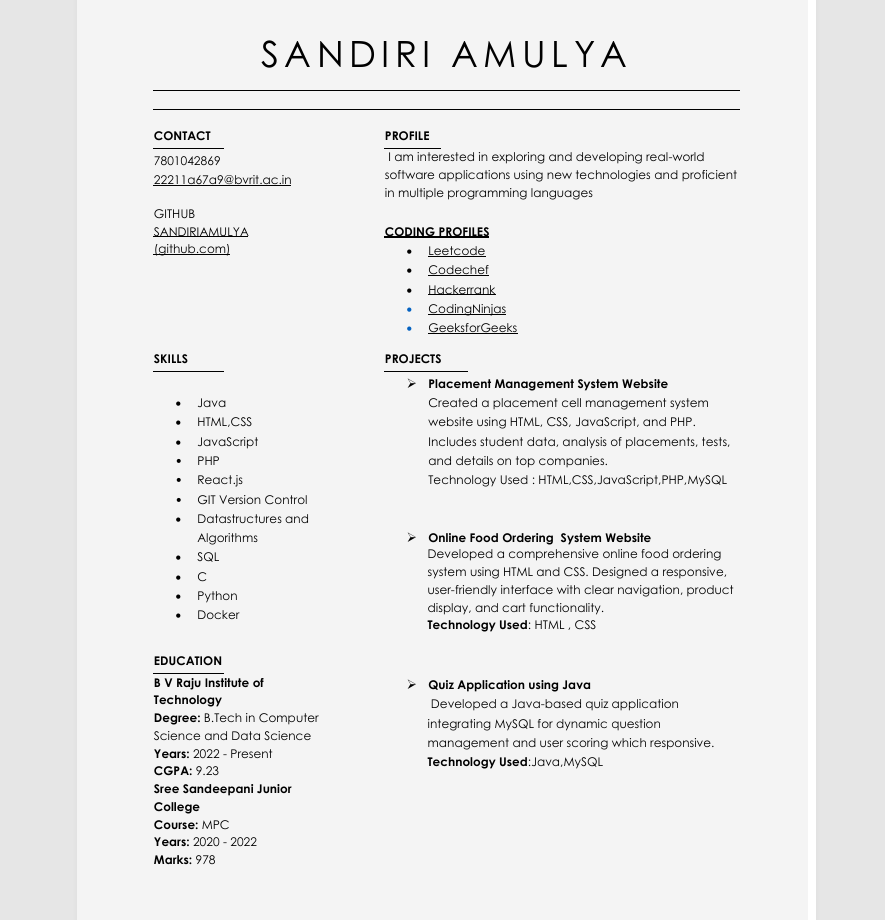 SANDIRI AMULYA
CONTACT
7801042869
22211a67a9@bvrit.ac.in
GITHUB
SANDIRIAMULYA
(github.com)
PROFILE
I am interested in exploring and developing real-world
software applications using new technologies and proficient
in multiple programming languages
CODING PROFILES
• Leetcode
• Codechef
• Hackerrank
• CodingNinjas
• GeeksforGeeks
SKILLS
• Java
• HTML,CSS
• JavaScript
• PHP
• React.js
• GIT Version Control
• Datastructures and
Algorithms
• SQL
• C
• Python
• Docker
EDUCATION
B V Raju Institute of
Technology
Degree: B.Tech in Computer
Science and Data Science
Years: 2022 - Present
CGPA: 9.23
Sree Sandeepani Junior
College
Course: MPC
Years: 2020 - 2022
Marks: 978
PROJECTS
➢ Placement Management System Website
Created a placement cell management system
website using HTML, CSS, JavaScript, and PHP.
Includes student data, analysis of placements, tests,
and details on top companies.
Technology Used : HTML,CSS,JavaScript,PHP,MySQL
➢ Online Food Ordering  System Website
Developed a comprehensive online food ordering
system using HTML and CSS. Designed a responsive,
user-friendly interface with clear navigation, product
display, and cart functionality.
Technology Used: HTML , CSS
➢ Quiz Application using Java
Developed a Java-based quiz application
integrating MySQL for dynamic question
management and user scoring which responsive.
Technology Used:Java,MySQL